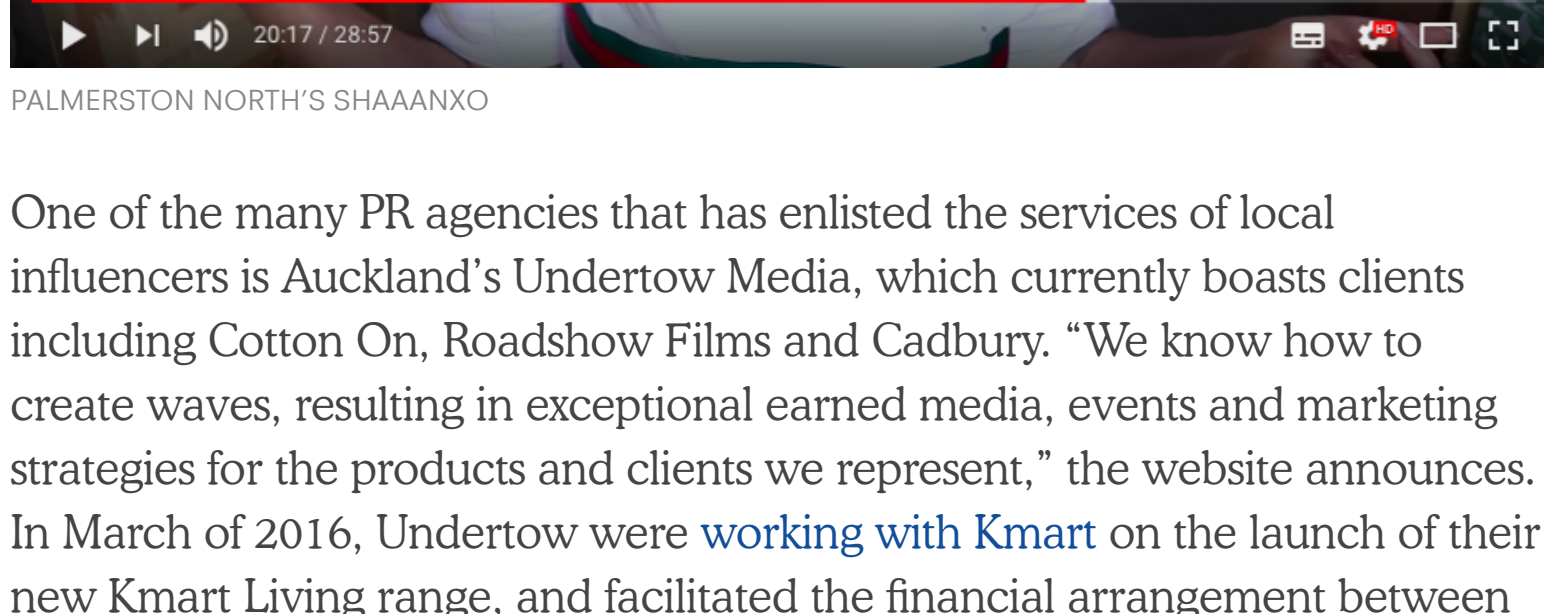 20:17 / 28:57
HD
PALMERSTON NORTH'S SHAAANXO
One of the many PR agencies that has enlisted the services of local
influencers is Auckland’s Undertow Media, which currently boasts clients
including Cotton On, Roadshow Films and Cadbury. “We know how to
create waves, resulting in exceptional earned media, events and marketing
strategies for the products and clients we represent,” the website announces.
In March of 2016, Undertow were working with Kmart on the launch of their
new Kmart Living range, and facilitated the financial arrangement between